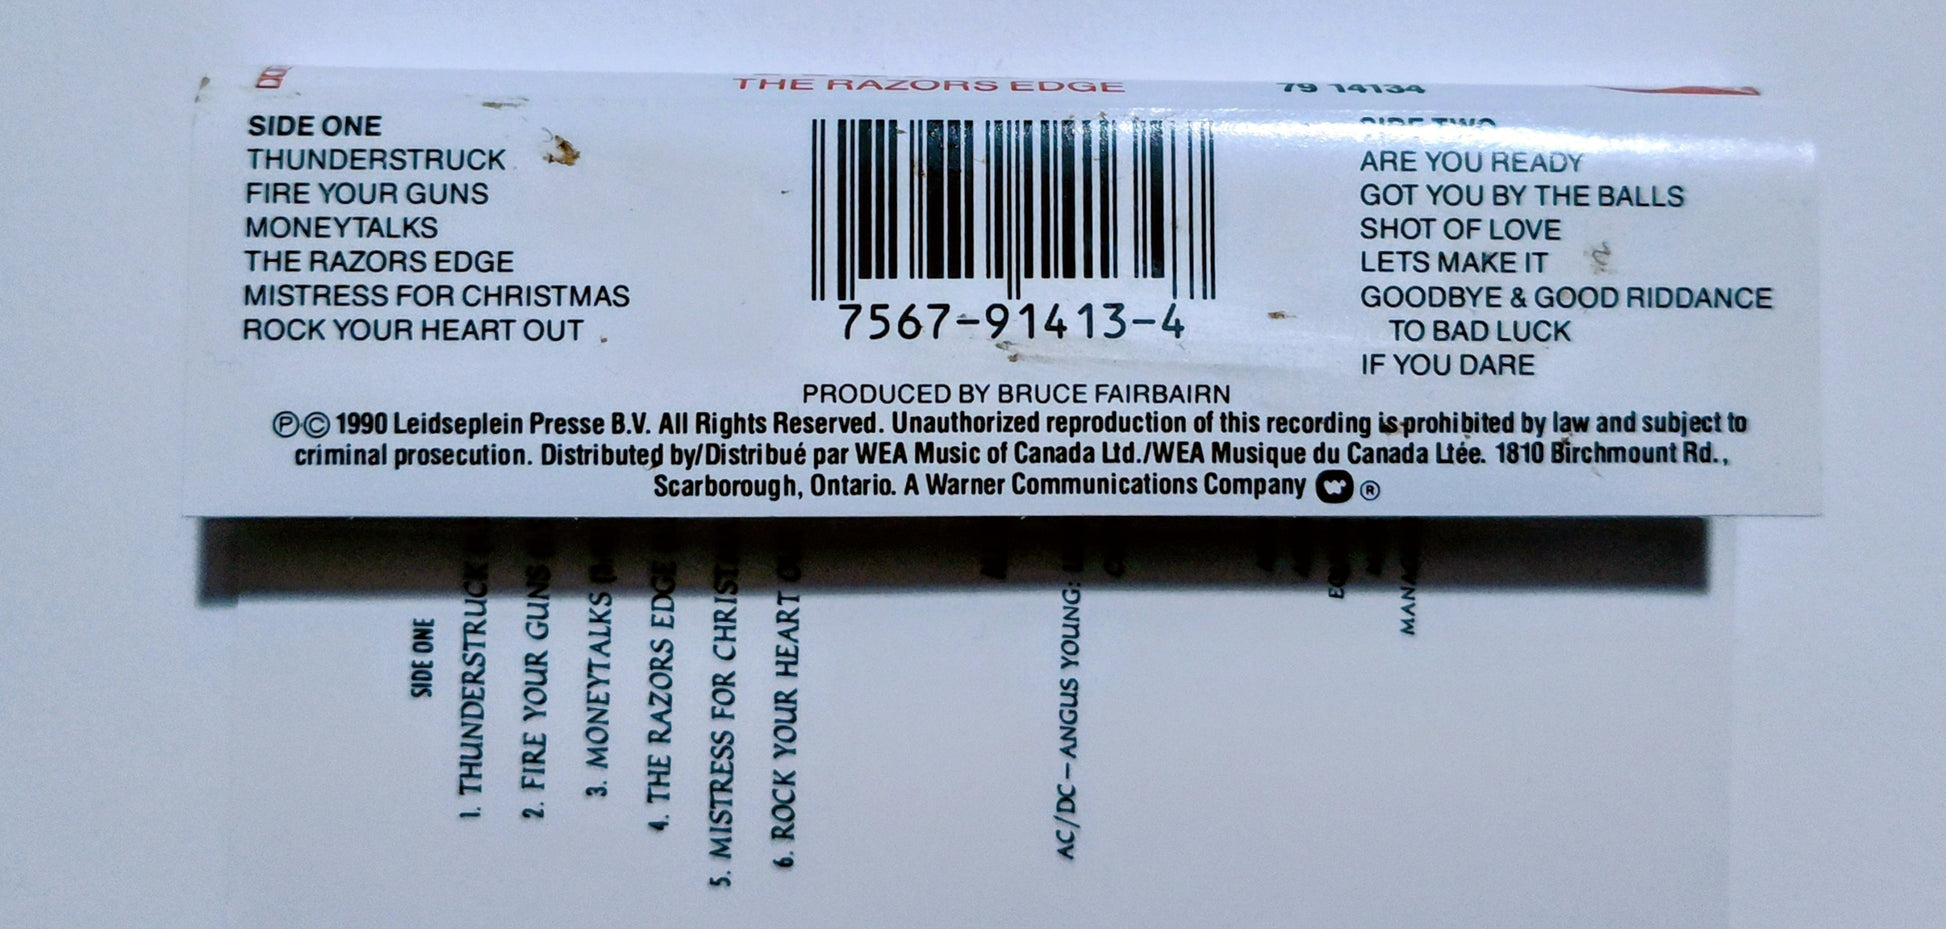 THE RAZORS EDGE
79 14134
SIDE ONE
THUNDERSTRUCK
FIRE YOUR GUNS
MONEYTALKS
THE RAZORS EDGE
MISTRESS FOR CHRISTMAS
ROCK YOUR HEART OUT
7567-91413-4
SIDE TWO
ARE YOU READY
GOT YOU BY THE BALLS
SHOT OF LOVE
LETS MAKE IT
GOODBYE & GOOD RIDDANCE
TO BAD LUCK
IF YOU DARE
PRODUCED BY BRUCE FAIRBAIRN
Ⓟ© 1990 Leidseplein Presse B.V. All Rights Reserved. Unauthorized reproduction of this recording is prohibited by law and subject to
criminal prosecution. Distributed by/Distribué par WEA Music of Canada Ltd./WEA Musique du Canada Ltée. 1810 Birchmount Rd.,
Scarborough, Ontario. A Warner Communications Company ®
SIDE ONE
1. THUNDERSTRUCK
2. FIRE YOUR GUNS
3. MONEYTALKS
4. THE RAZORS EDGE
5. MISTRESS FOR CHRIST
6. ROCK YOUR HEART
AC/DC – ANGUS YOUNG: